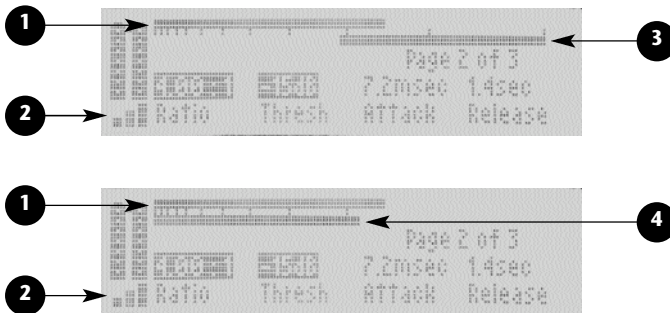 1
3
Page 2 of 3
7.2msec 1.4sec
2
Ratio Thresh Attack Release
1
4
Page 2 of 3
7.2msec 1.4sec
2
Ratio Thresh Attack Release